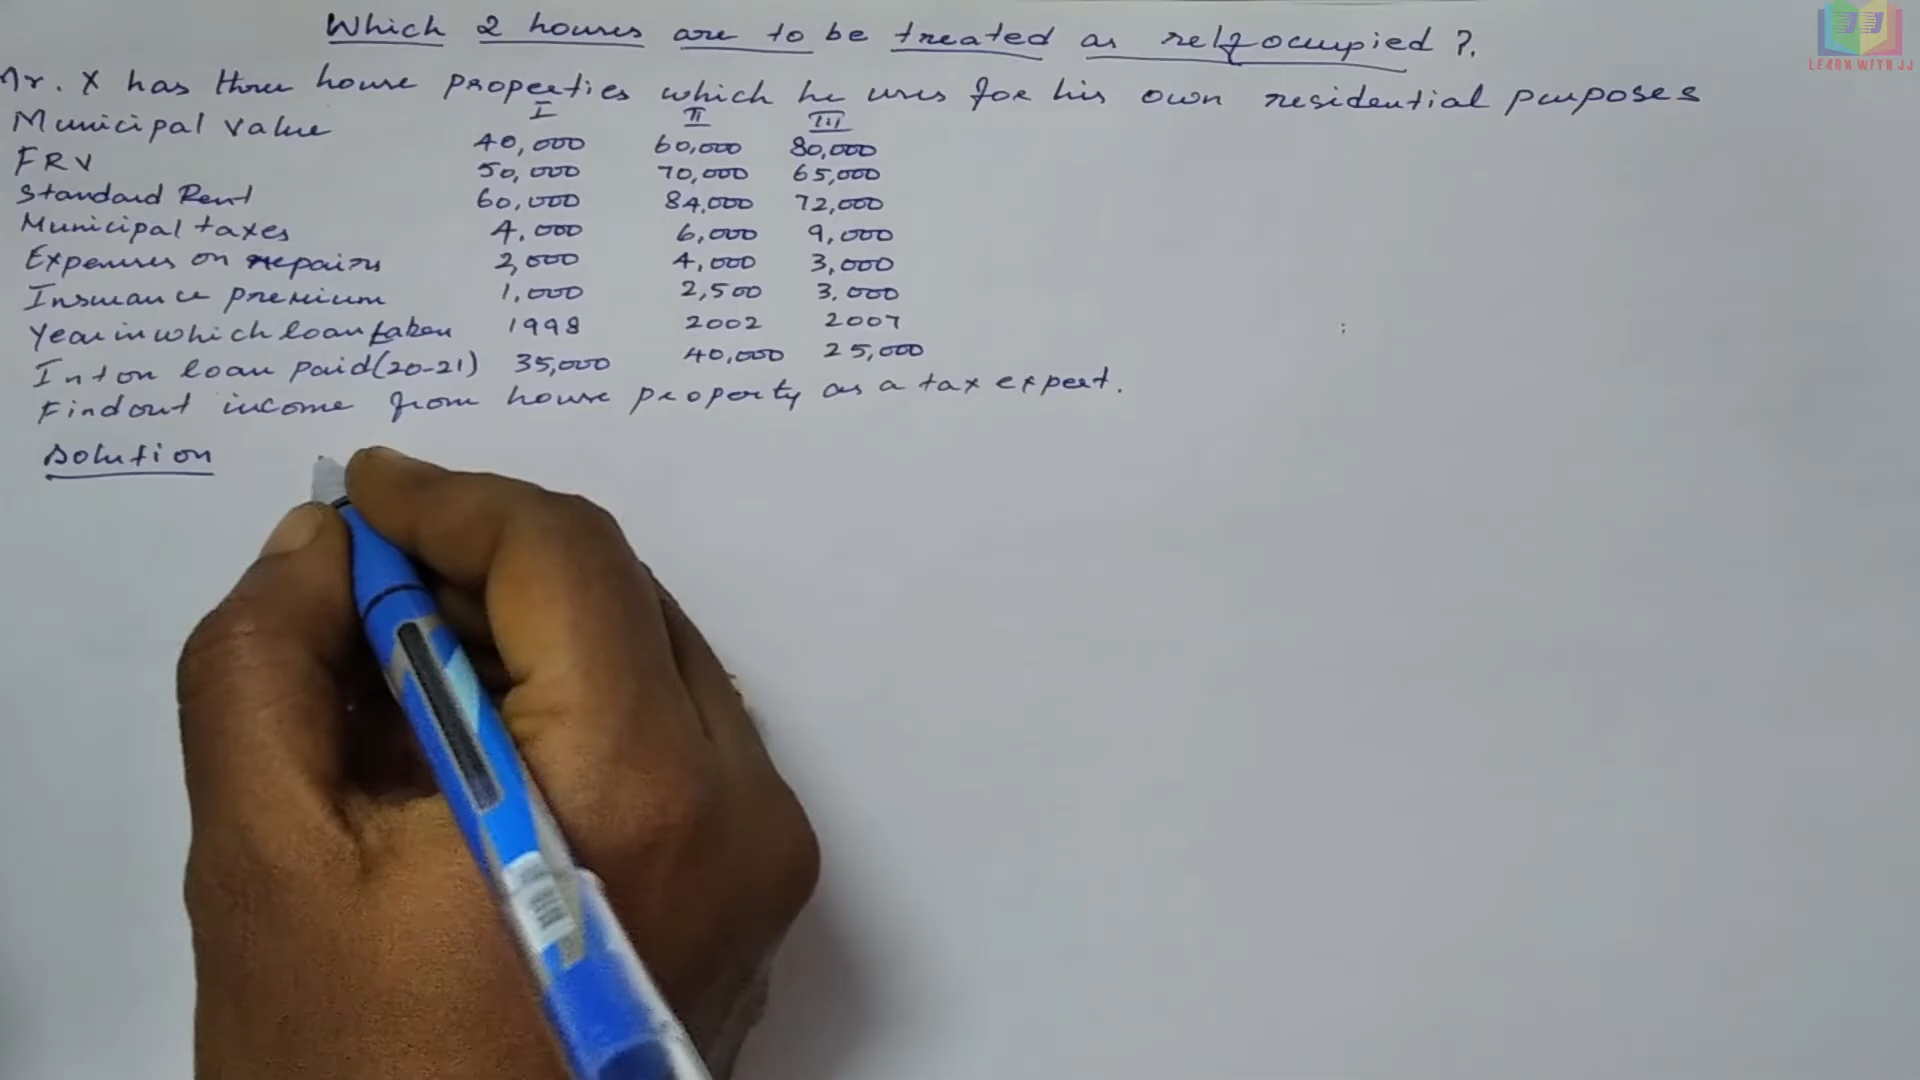 Which 2 houses are to be treated as self occupied ?.
LEARN WITH JJ
Mr. X has three house properties which he uses for his own residential purposes
I II III
Municipal Value 40,000 60,000 80,000
FRV 50,000 70,000 65,000
Standard Rent 60,000 84,000 72,000
Municipal taxes 4,000 6,000 9,000
Expenses on repairs 2,000 4,000 3,000
Insurance premium 1,000 2,500 3,000
Year in which loan taken 1998 2002 2007
Int on loan paid (20-21) 35,000 40,000 25,000
Find out income from house property as a tax expert.
Solution